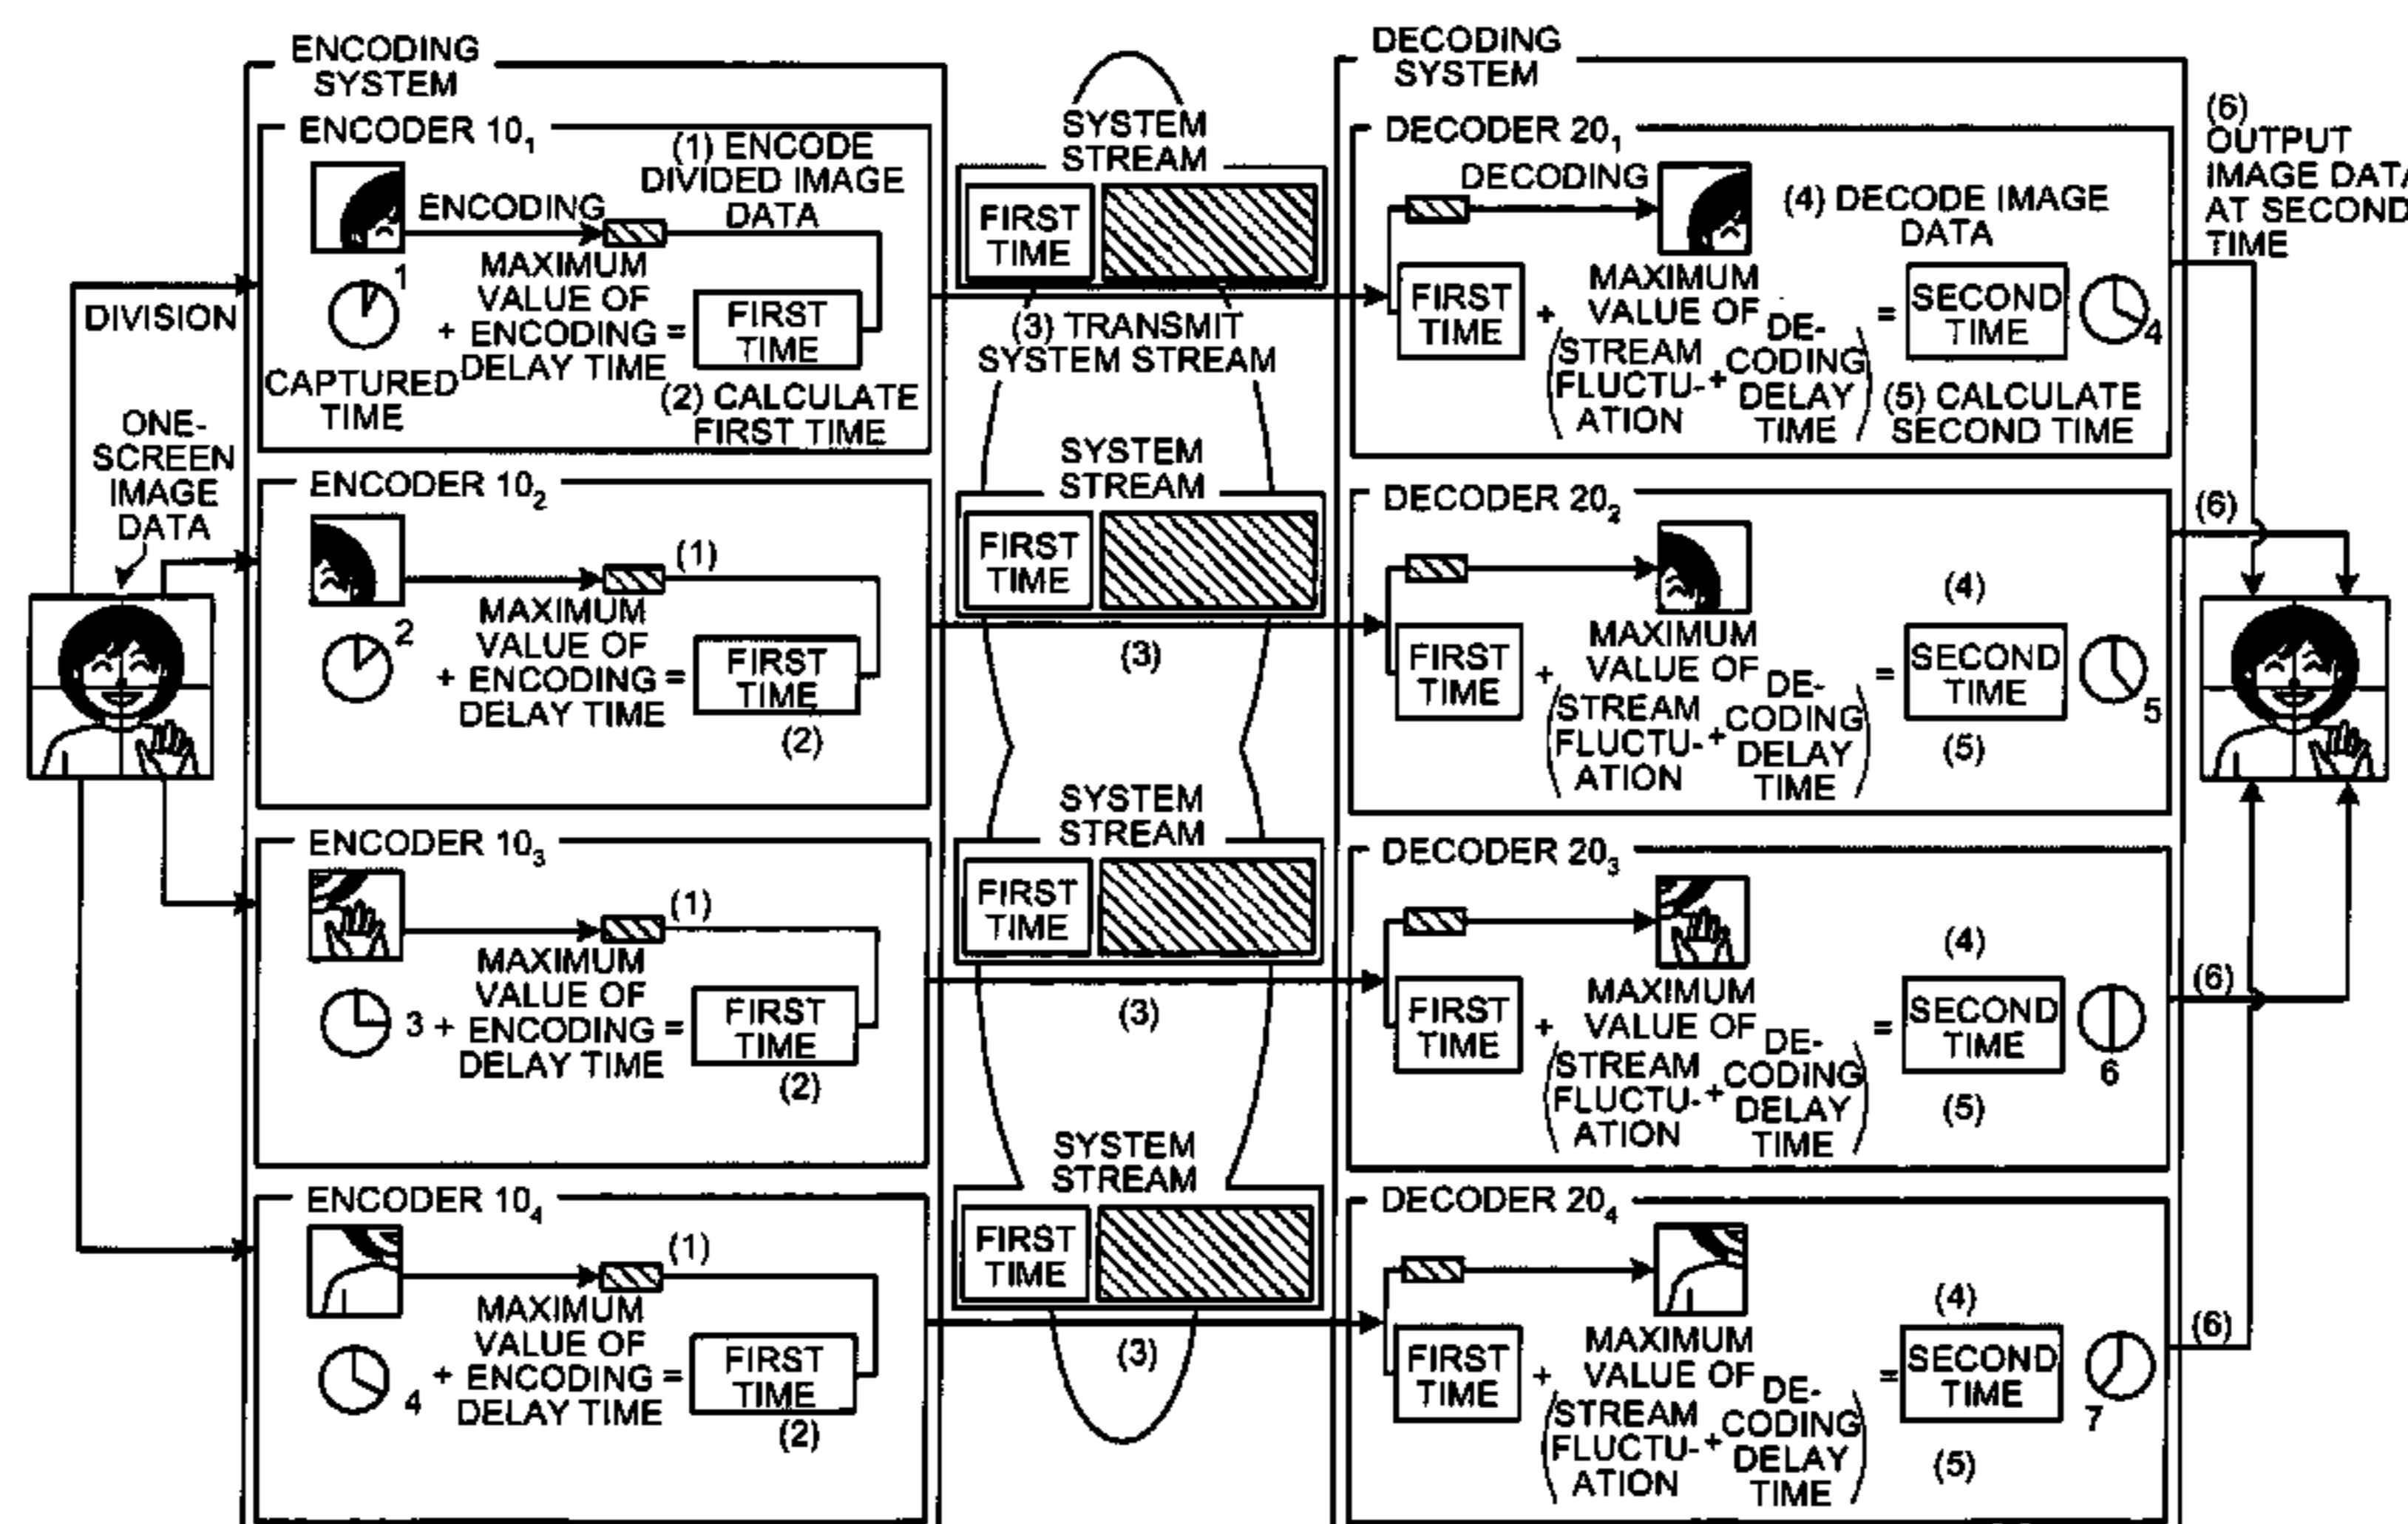 ENCODING
SYSTEM
DECODING
SYSTEM
ENCODER 10₁
(1) ENCODE
DIVIDED IMAGE
DATA
ENCODING
MAXIMUM
VALUE OF
+ ENCODING =
DELAY TIME
1
CAPTURED
TIME
FIRST
TIME
(2) CALCULATE
FIRST TIME
DIVISION
ONE-
SCREEN
IMAGE
DATA
SYSTEM
STREAM
FIRST
TIME
(3) TRANSMIT
SYSTEM STREAM
DECODER 20₁
DECODING
(4) DECODE IMAGE
DATA
FIRST
TIME
+
MAXIMUM
VALUE OF
(STREAM
FLUCTU-
ATION
+
DE-
CODING
DELAY
TIME)
=
SECOND
TIME
4
(5) CALCULATE
SECOND TIME
(6)
OUTPUT
IMAGE DATA
AT SECOND
TIME
ENCODER 10₂
(1)
2
MAXIMUM
VALUE OF
+ ENCODING =
DELAY TIME
FIRST
TIME
(2)
SYSTEM
STREAM
FIRST
TIME
(3)
DECODER 20₂
(4)
FIRST
TIME
+
MAXIMUM
VALUE OF
(STREAM
FLUCTU-
ATION
+
DE-
CODING
DELAY
TIME)
=
SECOND
TIME
5
(5)
(6)
ENCODER 10₃
(1)
3
MAXIMUM
VALUE OF
+ ENCODING =
DELAY TIME
FIRST
TIME
(2)
SYSTEM
STREAM
FIRST
TIME
(3)
DECODER 20₃
(4)
FIRST
TIME
+
MAXIMUM
VALUE OF
(STREAM
FLUCTU-
ATION
+
DE-
CODING
DELAY
TIME)
=
SECOND
TIME
6
(5)
(6)
ENCODER 10₄
(1)
4
MAXIMUM
VALUE OF
+ ENCODING =
DELAY TIME
FIRST
TIME
(2)
SYSTEM
STREAM
FIRST
TIME
(3)
DECODER 20₄
(4)
FIRST
TIME
+
MAXIMUM
VALUE OF
(STREAM
FLUCTU-
ATION
+
DE-
CODING
DELAY
TIME)
=
SECOND
TIME
7
(5)
(6)